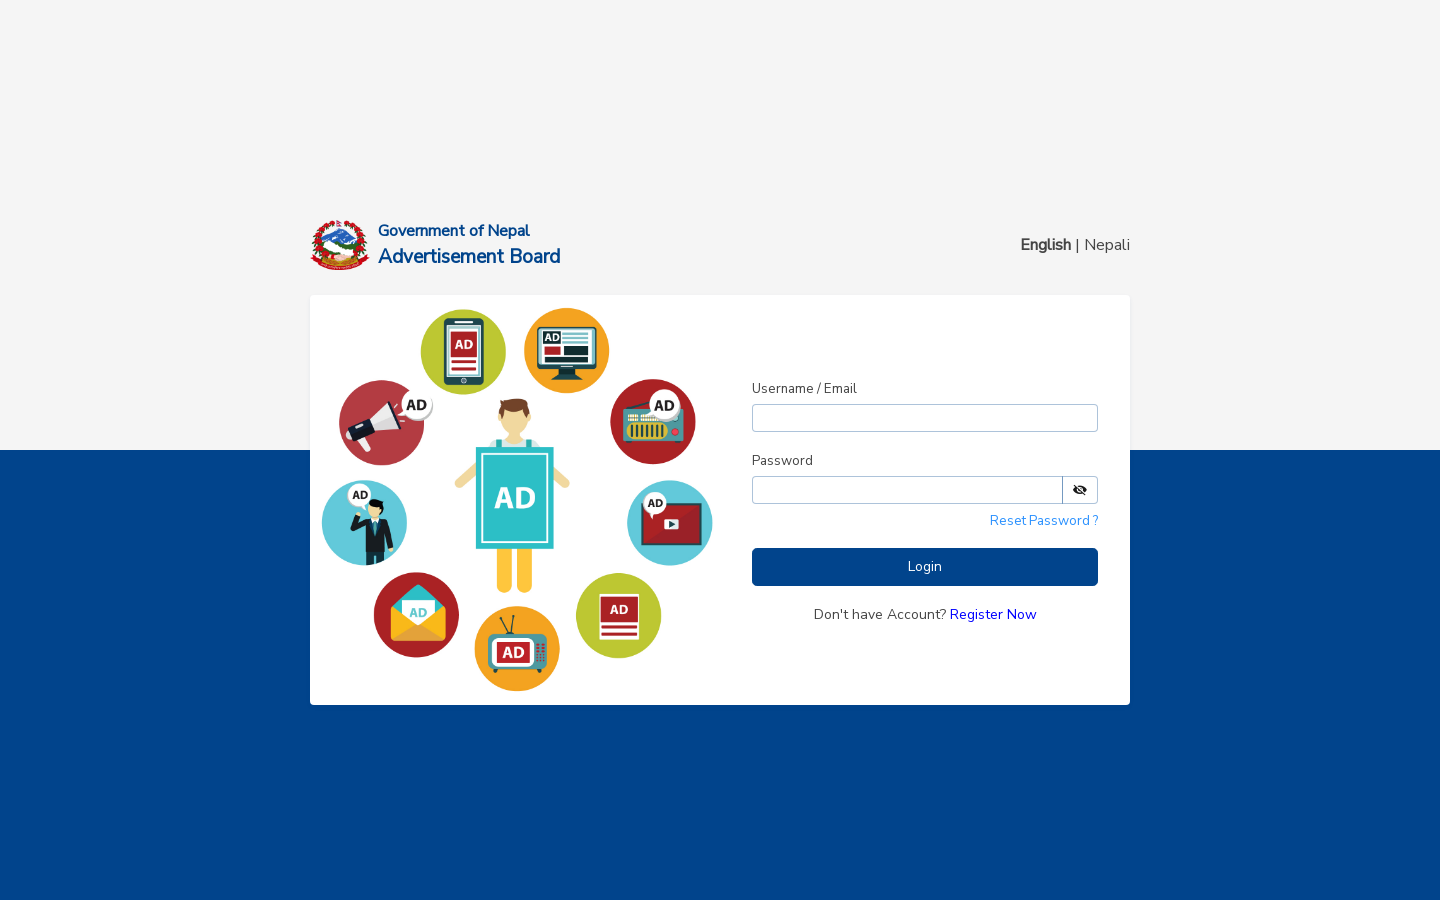 Government of Nepal
Advertisement Board
English | Nepali
AD
AD
AD
AD
AD
AD
AD
AD
AD
AD
Username / Email
Password
Reset Password ?
Login
Don't have Account? Register Now